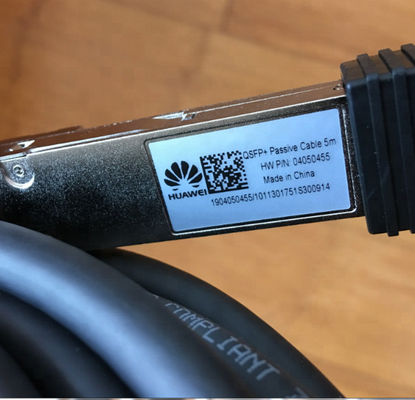 QSFP+ Passive Cable 5m
HW P/N: 04050455
Made in China
HUAWEI
1904050455/1011301751S300914
COMPLIANT